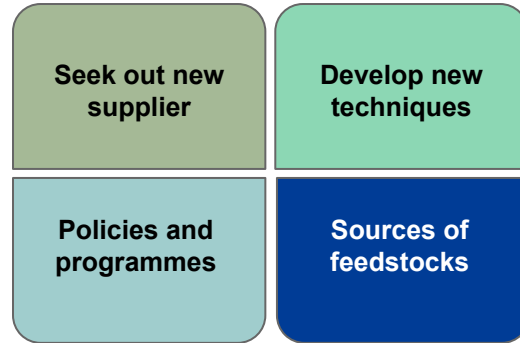 Seek out new
supplier
Develop new
techniques
Policies and
programmes
Sources of
feedstocks